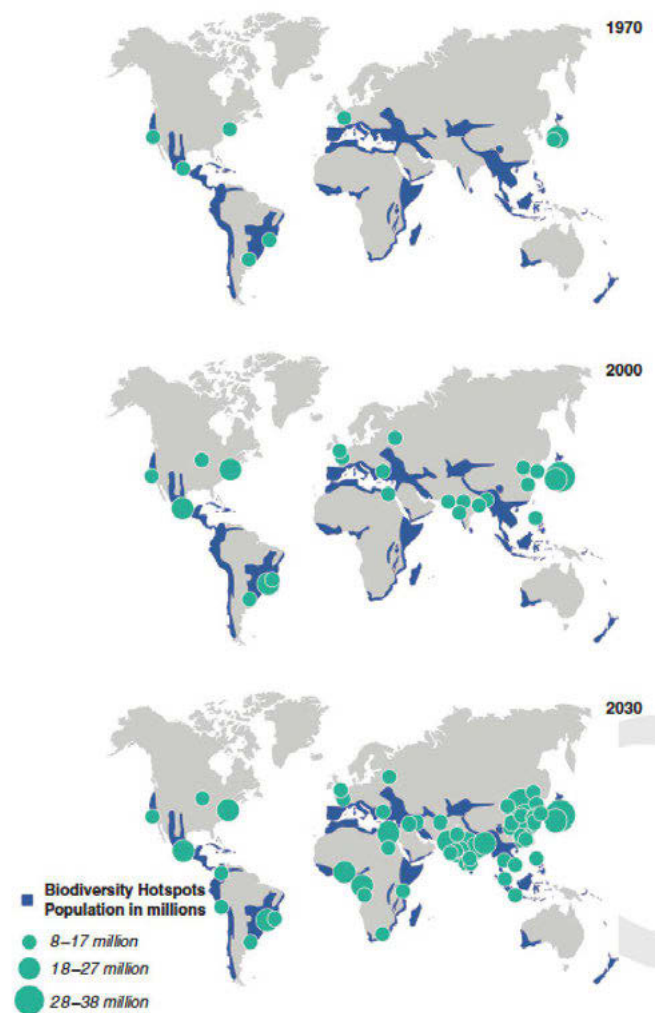 1970
2000
2030
Biodiversity Hotspots
Population in millions
8–17 million
18–27 million
28–38 million